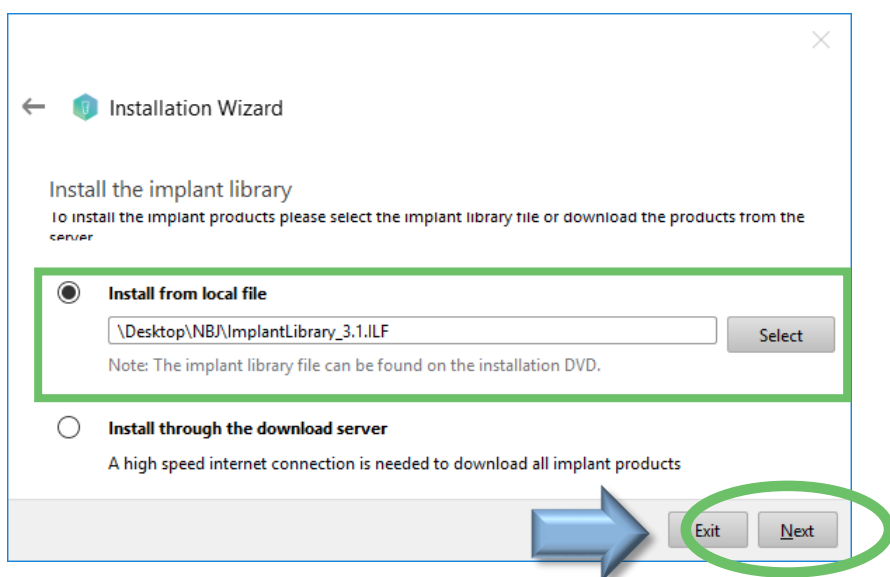 Installation Wizard
Install the implant library
To install the implant products please select the implant library file or download the products from the
server
Install from local file
\Desktop\NBJ\ImplantLibrary_3.1.ILF
Select
Note: The implant library file can be found on the installation DVD.
Install through the download server
A high speed internet connection is needed to download all implant products
Exit
Next